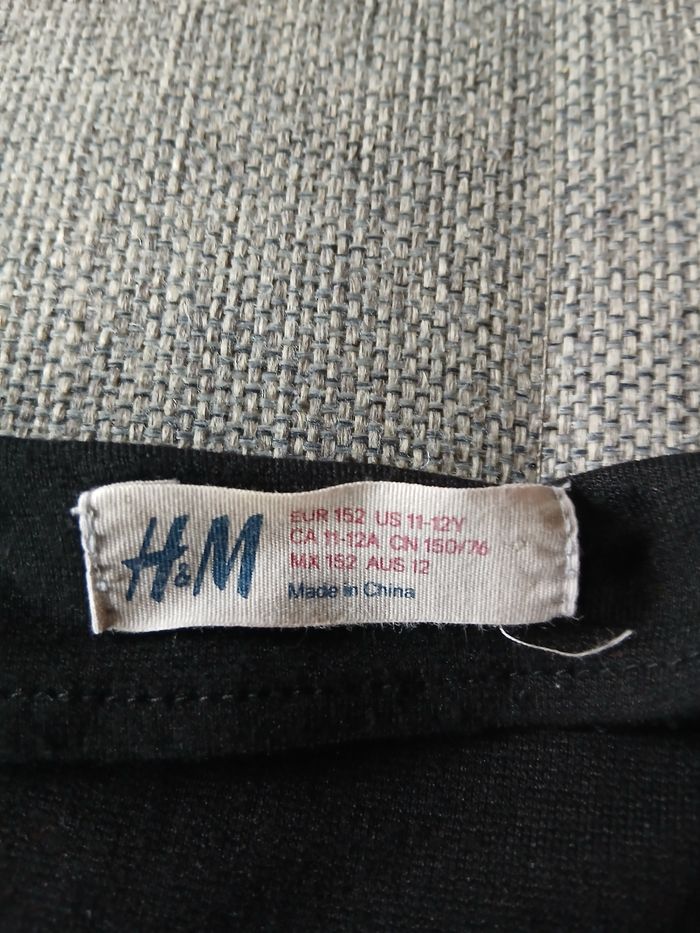 H&M
EUR 152 US 11-12Y
CA 11-12A CN 150/76
MX 152 AUS 12
Made in China